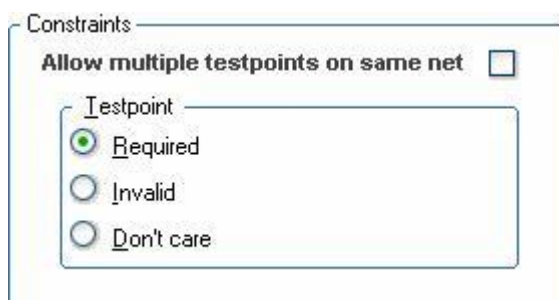 Constraints
Allow multiple testpoints on same net
Testpoint
Required
Invalid
Don't care